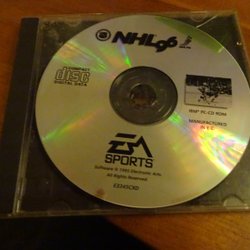 NHL96
COMPACT
disc
DIGITAL DATA
IBM® PC-CD ROM
MANUFACTURED
IN E.C.
EA
SPORTS
Software © 1995 Electronic Arts
All Rights Reserved.